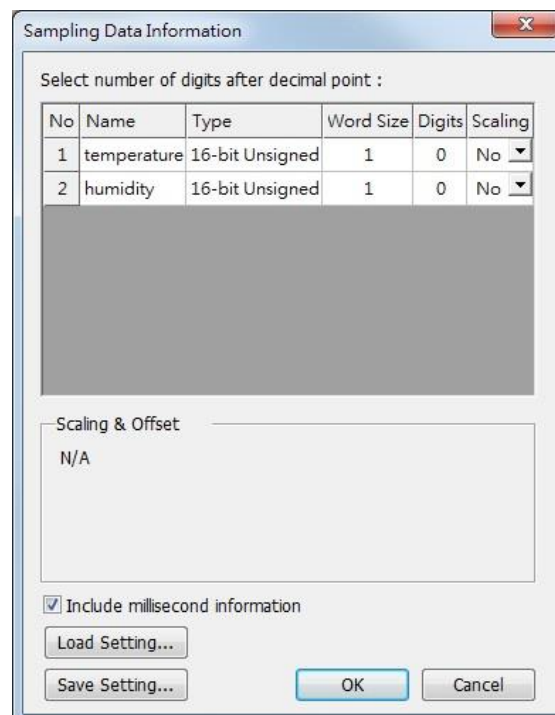 Sampling Data Information
Select number of digits after decimal point :
No Name Type Word Size Digits Scaling
1 temperature 16-bit Unsigned 1 0 No
2 humidity 16-bit Unsigned 1 0 No
Scaling & Offset
N/A
Include millisecond information
Load Setting...
Save Setting... OK Cancel